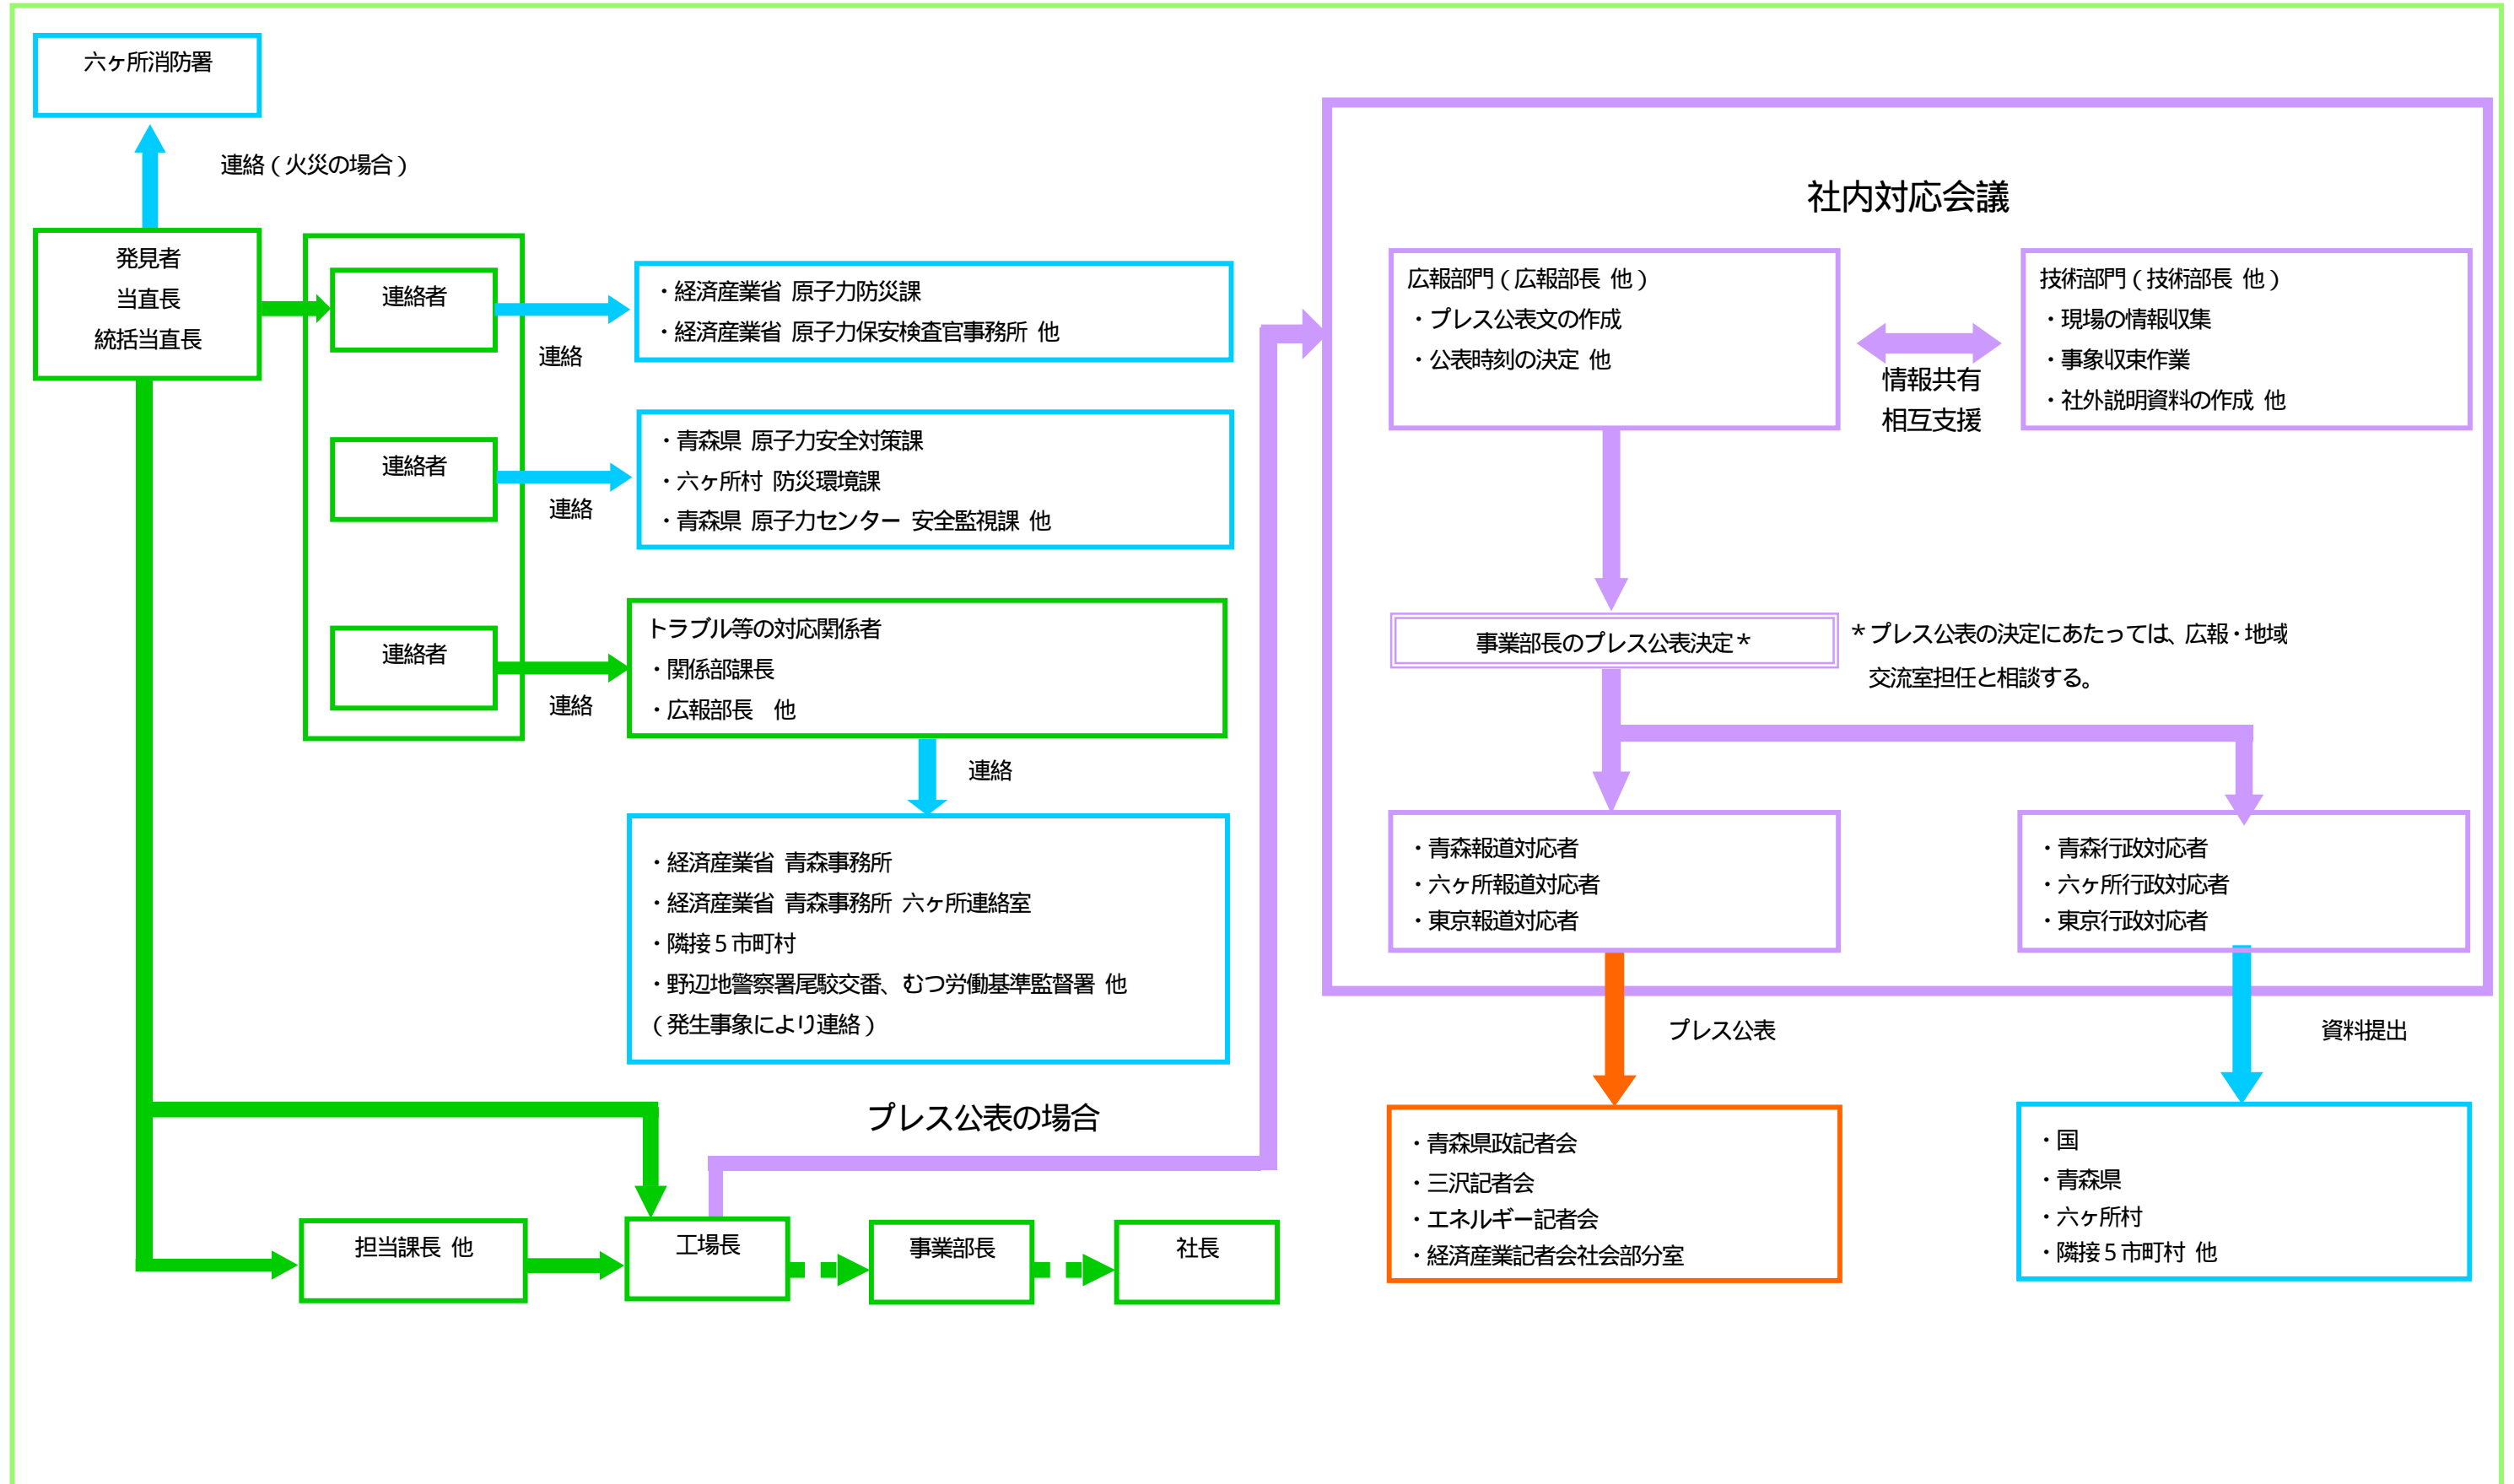 六ヶ所消防署
連絡（火災の場合）
発見者
当直長
統括当直長
連絡者
連絡
・経済産業省 原子力防災課
・経済産業省 原子力保安検査官事務所 他
連絡者
連絡
・青森県 原子力安全対策課
・六ヶ所村 防災環境課
・青森県 原子力センター 安全監視課 他
連絡者
連絡
トラブル等の対応関係者
・関係部課長
・広報部長　他
連絡
・経済産業省 青森事務所
・経済産業省 青森事務所 六ヶ所連絡室
・隣接５市町村
・野辺地警察署尾駮交番、むつ労働基準監督署 他
（発生事象により連絡）
プレス公表の場合
担当課長 他
工場長
事業部長
社長
社内対応会議
広報部門（広報部長 他）
・プレス公表文の作成
・公表時刻の決定 他
情報共有
相互支援
技術部門（技術部長 他）
・現場の情報収集
・事象収束作業
・社外説明資料の作成 他
事業部長のプレス公表決定＊
＊プレス公表の決定にあたっては、広報・地域
交流室担任と相談する。
・青森報道対応者
・六ヶ所報道対応者
・東京報道対応者
・青森行政対応者
・六ヶ所行政対応者
・東京行政対応者
プレス公表
資料提出
・青森県政記者会
・三沢記者会
・エネルギー記者会
・経済産業記者会社会部分室
・国
・青森県
・六ヶ所村
・隣接５市町村 他